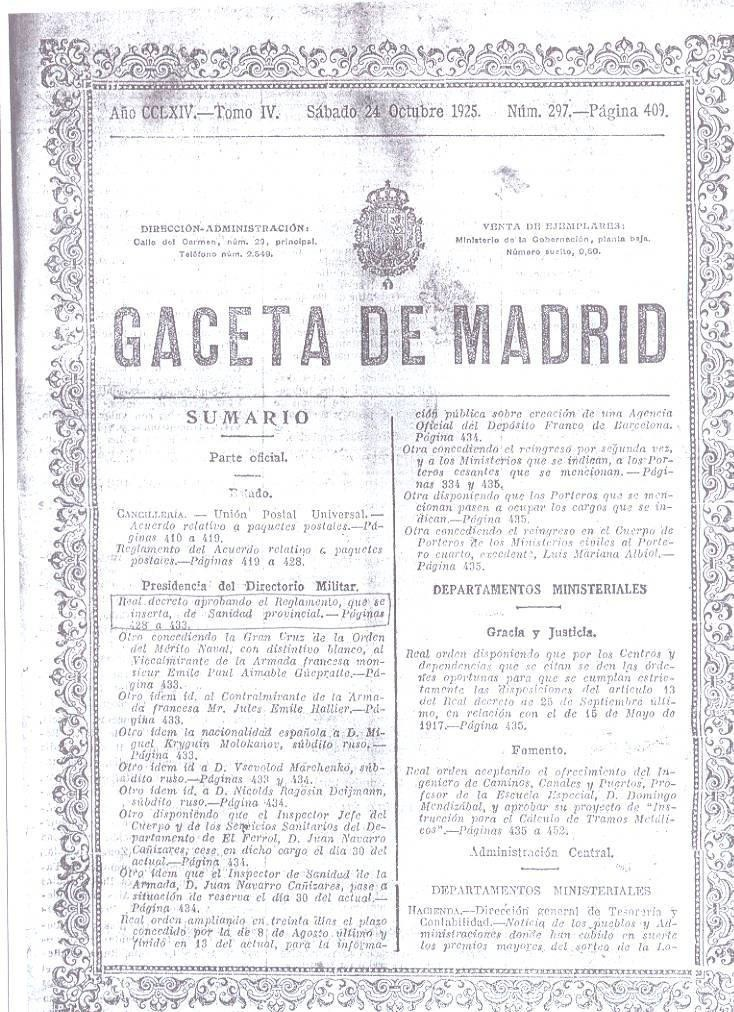 Año CCLXIV.—Tomo IV. Sábado 24 Octubre 1925. Núm. 297.—Página 409.
DIRECCIÓN-ADMINISTRACIÓN:
Calle del Carmen, núm. 29, principal.
Teléfono núm. 2.549.
VENTA DE EJEMPLARES:
Ministerio de la Gobernación, planta baja.
Número suelto, 0,50.
GACETA DE MADRID
SUMARIO
Parte oficial.
Estado.
CANCILLERÍA. — Unión Postal Universal.—
Acuerdo relativo a paquetes postales.—Pá-
ginas 410 a 419.
Reglamento del Acuerdo relativo a paquetes
postales.—Páginas 419 a 428.
Presidencia del Directorio Militar.
Real decreto aprobando el Reglamento, que se
inserta, de Sanidad provincial.—Páginas
428 a 433.
Otro concediendo la Gran Cruz de la Orden
del Mérito Naval, con distintivo blanco, al
Vicealmirante de la Armada francesa mon-
sieur Emile Paul Aimable Guepratte.—Pá-
gina 433.
Otro idem id. al Contralmirante de la Arma-
da francesa Mr. Jules Emile Hallier.—Pá-
gina 433.
Otro idem la nacionalidad española a D. Mi-
guel Kryguin Molokanov, súbdito ruso.—
Página 433.
Otro idem id a D. Vsevolod Marchenko, súb-
dito ruso.—Páginas 433 y 434.
Otro idem id. a D. Nicolás Ragosin Deijmann,
súbdito ruso.—Página 434.
Otro disponiendo que el Inspector Jefe del
Cuerpo y de los Servicios Sanitarios del De-
partamento de El Ferrol, D. Juan Navarro
Cañizares, cese en dicho cargo el día 30 del
actual.—Página 434.
Otro idem que el Inspector de Sanidad de la
Armada, D. Juan Navarro Cañizares, pase a
situación de reserva el día 30 del actual.—
Página 434.
Real orden ampliando en treinta días el plazo
concedido por la de 8 de Agosto último y
finido en 13 del actual, para la informa-
ción pública sobre creación de una Agencia
Oficial del Depósito Franco de Barcelona.
Página 434.
Otra concediendo el reingreso por segunda vez,
y a los Ministerios que se indican, a los Por-
teros cesantes que se mencionan.—Pági-
nas 334 y 435.
Otra disponiendo que los Porteros que se men-
cionan pasen a ocupar los cargos que se in-
dican.—Página 435.
Otra concediendo el reingreso en el Cuerpo de
Porteros de los Ministerios civiles al Porte-
ro cuarto, excedente, Luis Mariana Albiol.—
Página 435.
DEPARTAMENTOS MINISTERIALES
Gracia y Justicia.
Real orden disponiendo que por los Centros y
dependencias que se citan se den las órde-
nes oportunas para que se cumplan estric-
tamente las disposiciones del artículo 13
del Real decreto de 25 de Septiembre últi-
mo, en relación con el de 15 de Mayo de
1917.—Página 435.
Fomento.
Real orden aceptando el ofrecimiento del In-
geniero de Caminos, Canales y Puertos, Pro-
fesor de la Escuela Especial, D. Domingo
Mendizábal, y aprobar su proyecto de "Ins-
trucción para el Cálculo de Tramos Metáli-
cos".—Páginas 435 a 452.
Administración Central.
DEPARTAMENTOS MINISTERIALES
HACIENDA.—Dirección general de Tesorería y
Contabilidad.—Noticia de los pueblos y Ad-
ministraciones donde han cabido en suerte
los premios mayores del sorteo de la Lo-